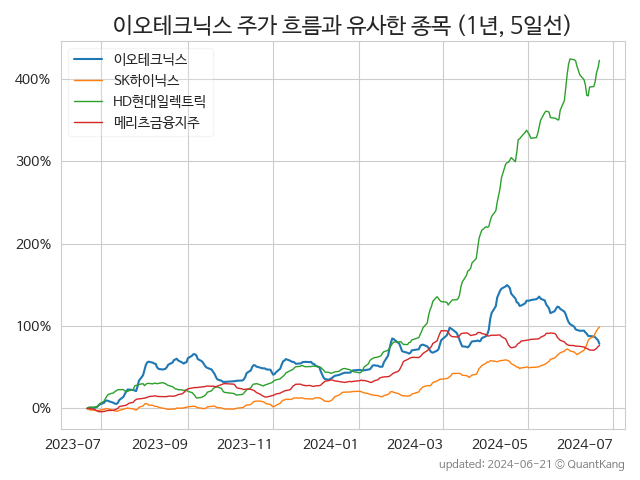 이오테크닉스 주가 흐름과 유사한 종목 (1년, 5일선)
이오테크닉스
SK하이닉스
HD현대일렉트릭
메리츠금융지주
400%
300%
200%
100%
0%
2023-07 2023-09 2023-11 2024-01 2024-03 2024-05 2024-07
updated: 2024-06-21 © QuantKang